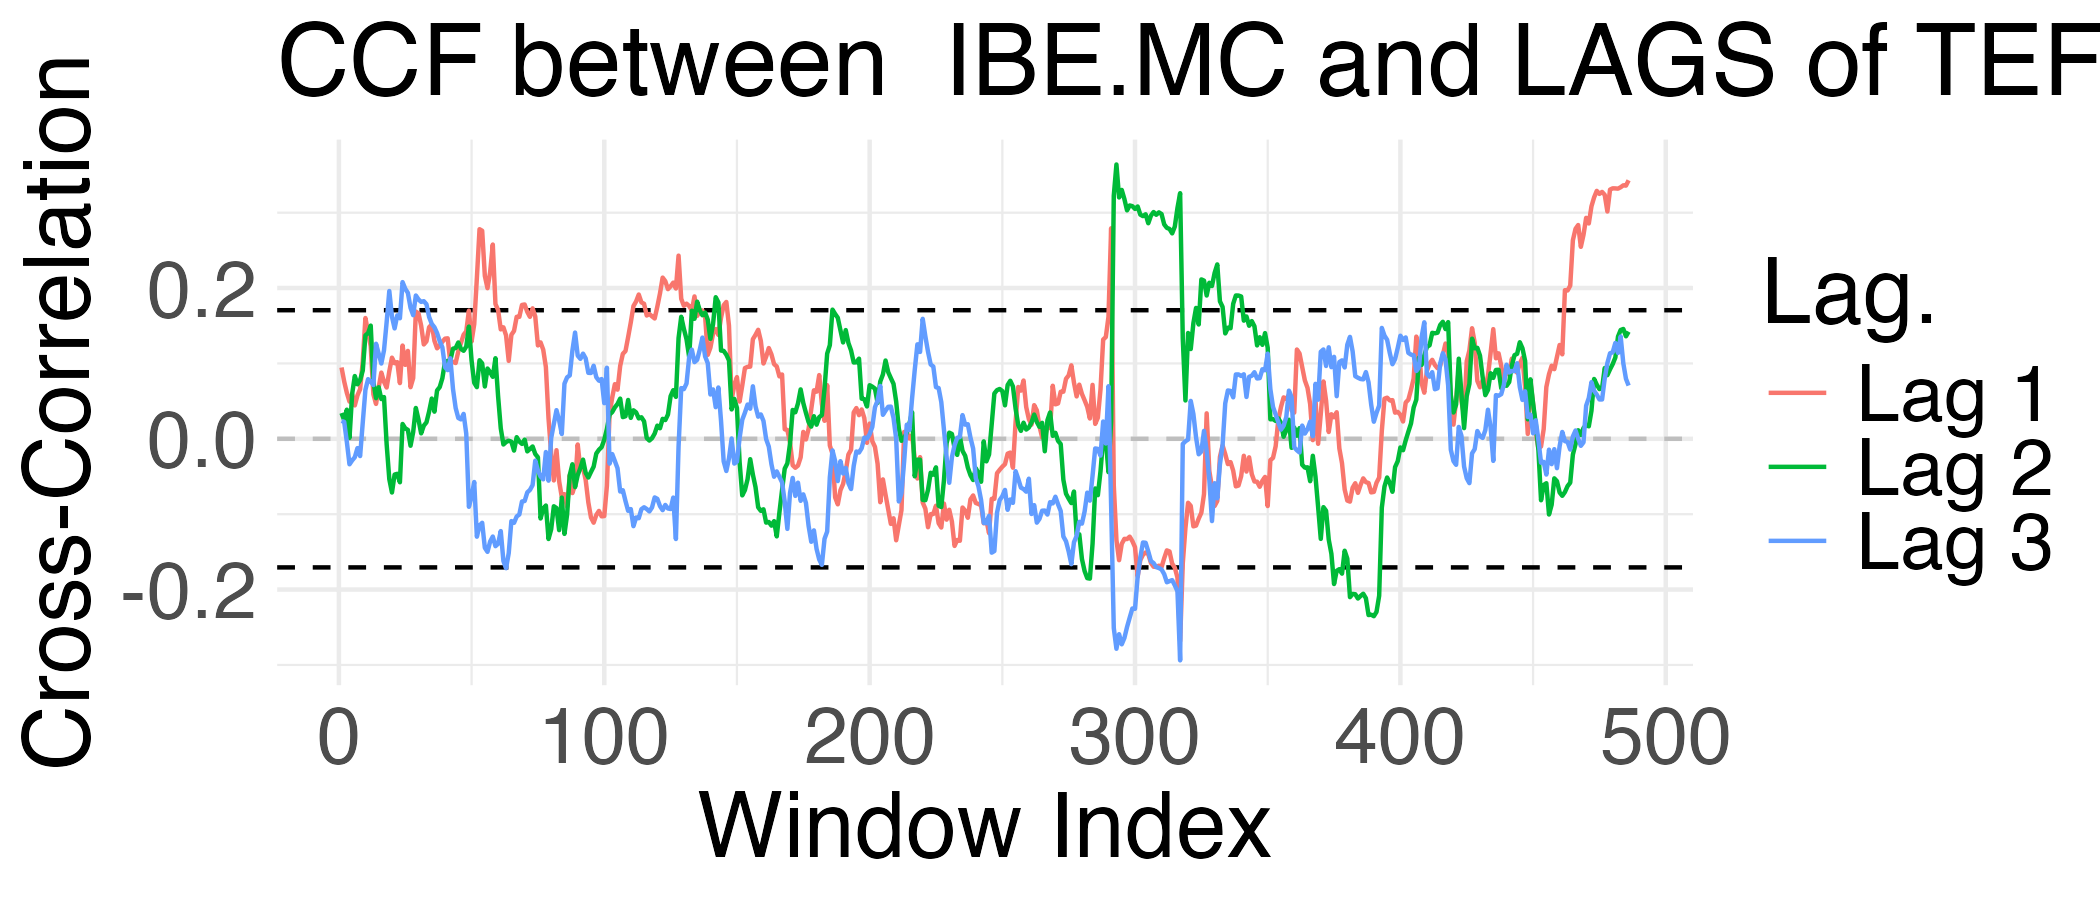 CCF between  IBE.MC and LAGS of TEF
Cross-Correlation
0.2
0.0
-0.2
0 100 200 300 400 500
Window Index
Lag.
Lag 1
Lag 2
Lag 3